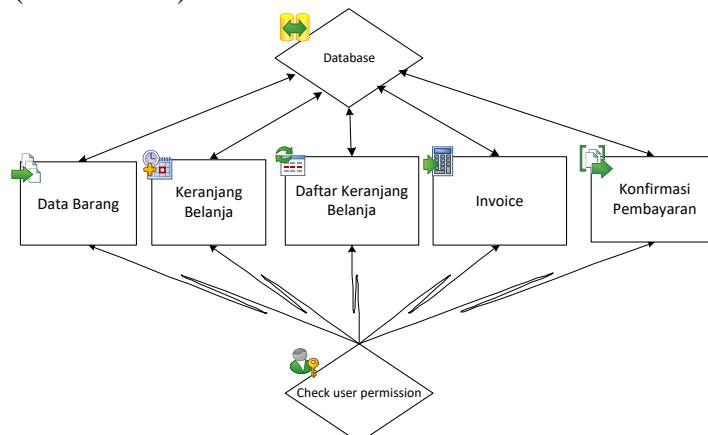 Database
Data Barang
Keranjang
Belanja
Daftar Keranjang
Belanja
Invoice
Konfirmasi
Pembayaran
Check user permission